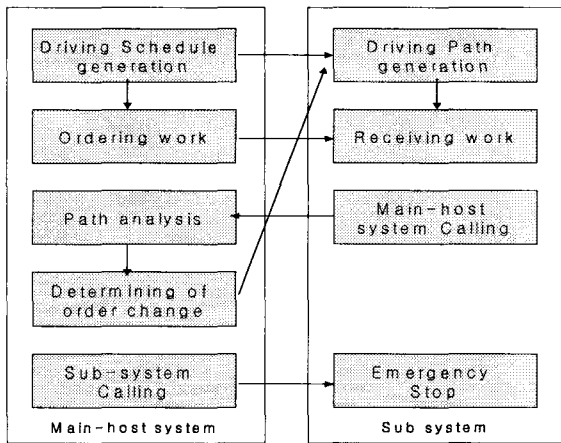 Driving Schedule
generation
Driving Path
generation
Ordering work
Receiving work
Path analysis
Main-host
system Calling
Determining of
order change
Sub-system
Calling
Emergency
Stop
Main-host system
Sub system